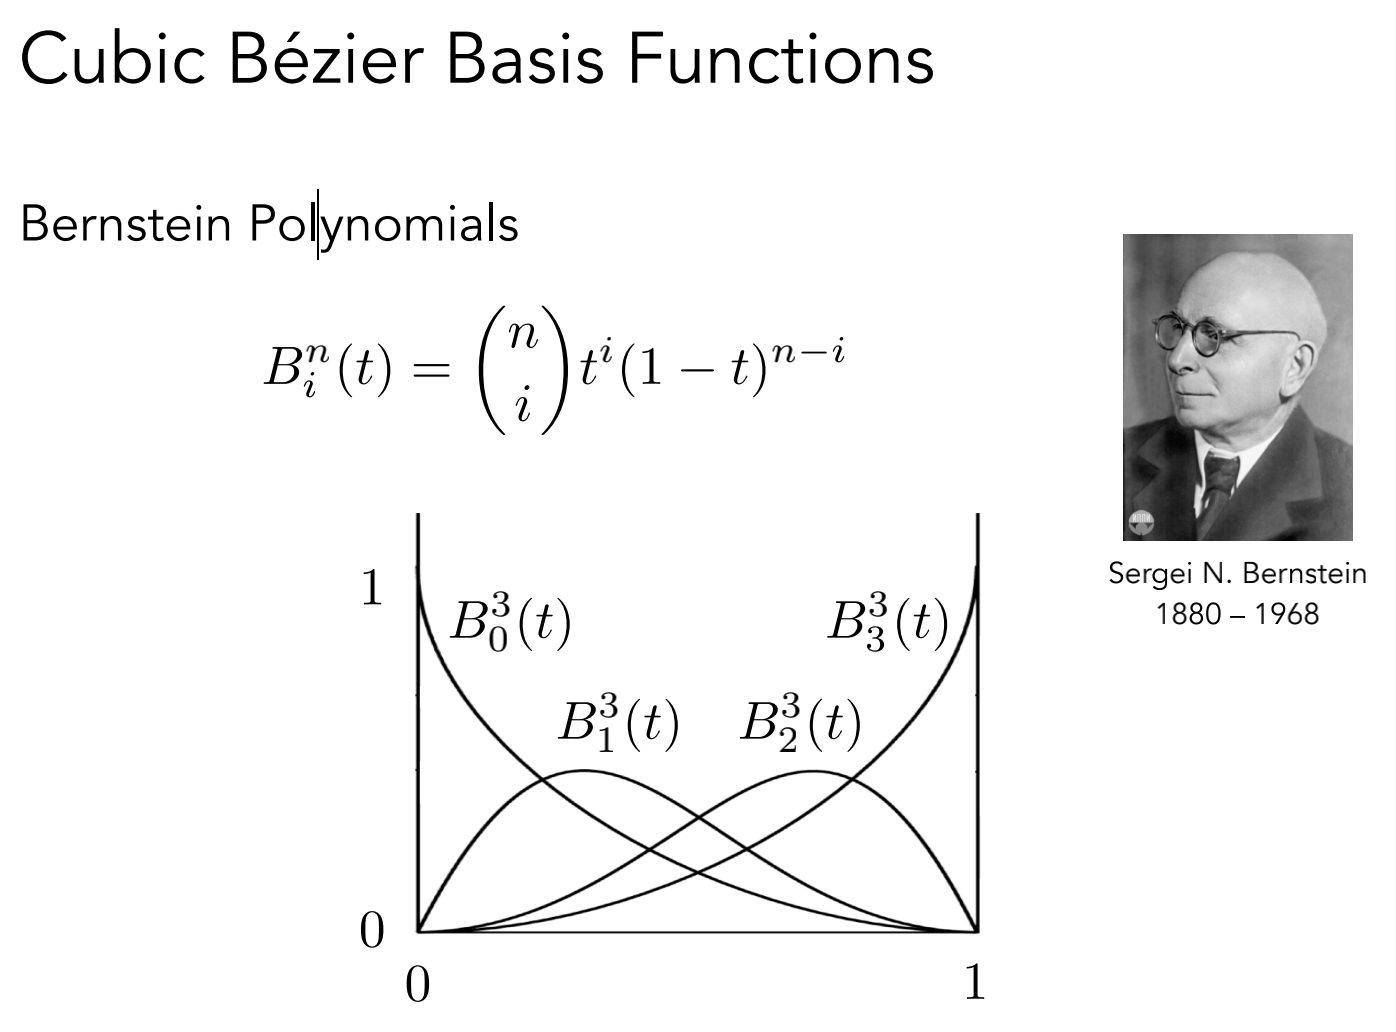 Cubic Bézier Basis Functions
Bernstein Polynomials
B_i^n(t) = \binom{n}{i} t^i (1 − t)^{n−i}
Sergei N. Bernstein
1880 – 1968
1
B_0^3(t)
B_3^3(t)
B_1^3(t)
B_2^3(t)
0
0
1